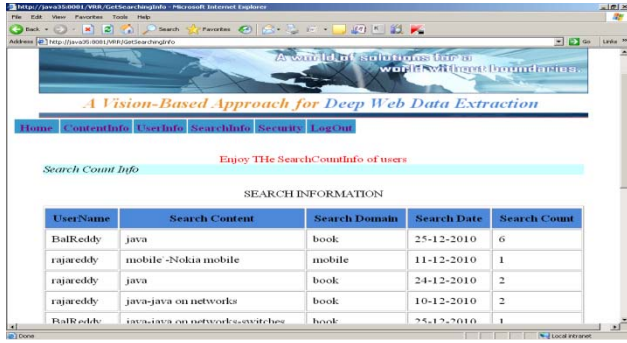 http://java35:8081/VRR/GetSearchingInfo - Microsoft Internet Explorer
File Edit View Favorites Tools Help
Back Search Favorites
Address http://java35:8081/VRR/GetSearchingInfo Go Links
A world of solutions for a
world without boundaries.
A Vision-Based Approach for Deep Web Data Extraction
Home ContentInfo UserInfo SearchInfo Security LogOut
Enjoy THe SearchCountInfo of users
Search Count Info
SEARCH INFORMATION
UserName Search Content Search Domain Search Date Search Count
BalReddy java book 25-12-2010 6
rajareddy mobile`-Nokia mobile mobile 11-12-2010 1
rajareddy java book 24-12-2010 2
rajareddy java-java on networks book 10-12-2010 2
BalReddy java-java on networks-switches book 25-12-2010 1
Done Local intranet